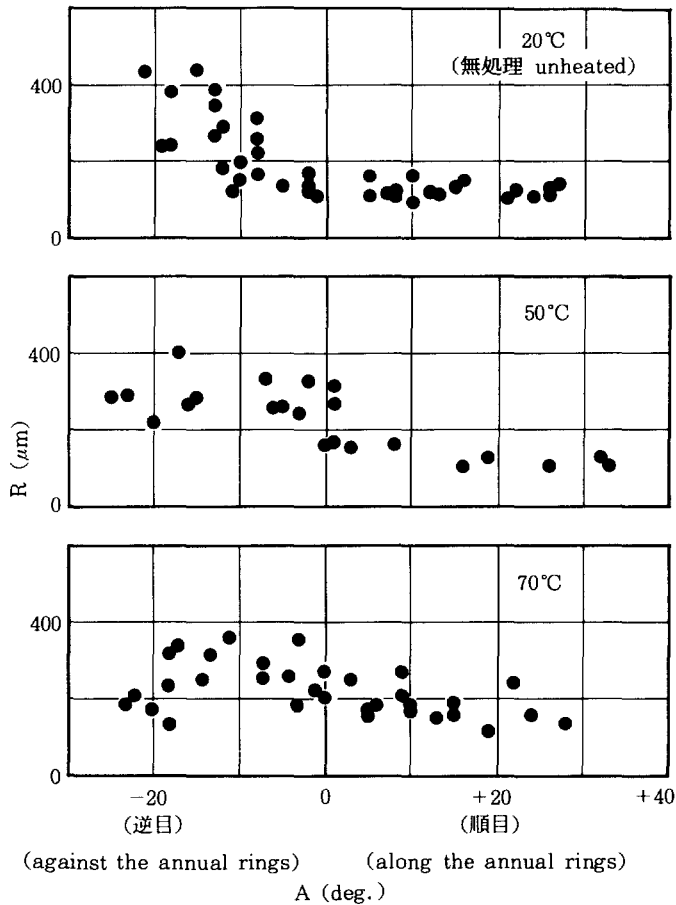 20℃
(無処理 unheated)
400
0
50℃
400
0
R (μm)
70℃
400
0
−20
0
+20
+40
(逆目)
(順目)
(against the annual rings)
(along the annual rings)
A (deg.)